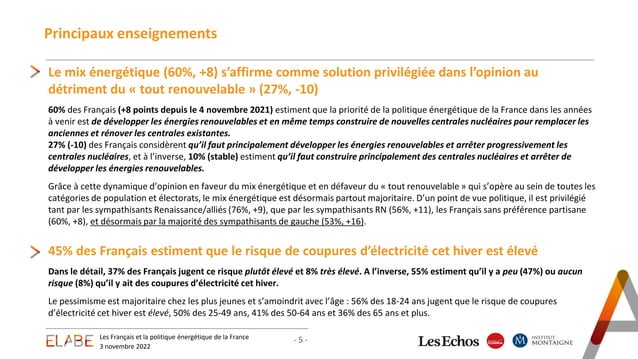 Principaux enseignements
Le mix énergétique (60%, +8) s’affirme comme solution privilégiée dans l’opinion au
détriment du « tout renouvelable » (27%, -10)
60% des Français (+8 points depuis le 4 novembre 2021) estiment que la priorité de la politique énergétique de la France dans les années
à venir est de développer les énergies renouvelables et en même temps construire de nouvelles centrales nucléaires pour remplacer les
anciennes et rénover les centrales existantes.
27% (-10) des Français considèrent qu’il faut principalement développer les énergies renouvelables et arrêter progressivement les
centrales nucléaires, et à l’inverse, 10% (stable) estiment qu’il faut construire principalement des centrales nucléaires et arrêter de
développer les énergies renouvelables.
Grâce à cette dynamique d’opinion en faveur du mix énergétique et en défaveur du « tout renouvelable » qui s’opère au sein de toutes les
catégories de population et électorats, le mix énergétique est désormais partout majoritaire. D’un point de vue politique, il est privilégié
tant par les sympathisants Renaissance/alliés (76%, +9), que par les sympathisants RN (56%, +11), les Français sans préférence partisane
(60%, +8), et désormais par la majorité des sympathisants de gauche (53%, +16).
45% des Français estiment que le risque de coupures d’électricité cet hiver est élevé
Dans le détail, 37% des Français jugent ce risque plutôt élevé et 8% très élevé. A l’inverse, 55% estiment qu’il y a peu (47%) ou aucun
risque (8%) qu’il y ait des coupures d’électricité cet hiver.
Le pessimisme est majoritaire chez les plus jeunes et s’amoindrit avec l’âge : 56% des 18-24 ans jugent que le risque de coupures
d’électricité cet hiver est élevé, 50% des 25-49 ans, 41% des 50-64 ans et 36% des 65 ans et plus.
ELABE
Les Français et la politique énergétique de la France
3 novembre 2022
- 5 -
Les Echos
INSTITUT
MONTAIGNE